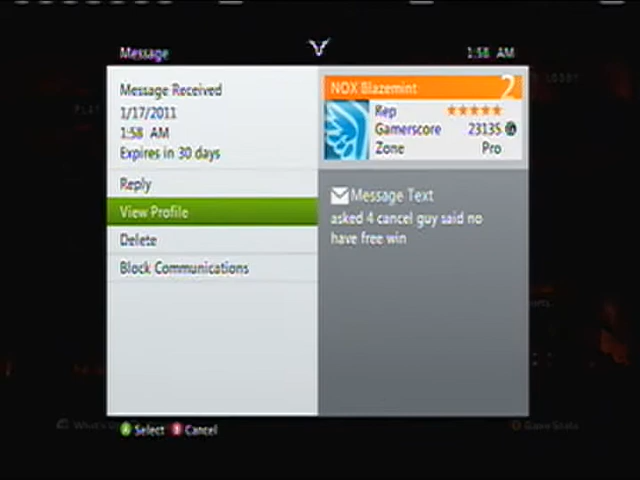 Message
1:58 AM
Message Received
1/17/2011
1:58 AM
Expires in 30 days
Reply
View Profile
Delete
Block Communications
NOX Blazemint
2
Rep
Gamerscore 23135 G
Zone Pro
Message Text
asked 4 cancel guy said no
have free win
A Select B Cancel
Game Stats